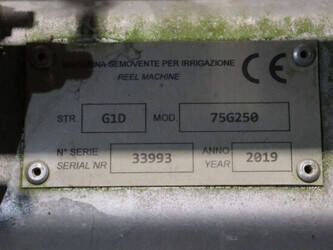 MACCHINA SEMOVENTE PER IRRIGAZIONE
REEL MACHINE
CE
STR. G1D MOD. 75G250
N° SERIE ANNO
SERIAL NR 33993 YEAR 2019